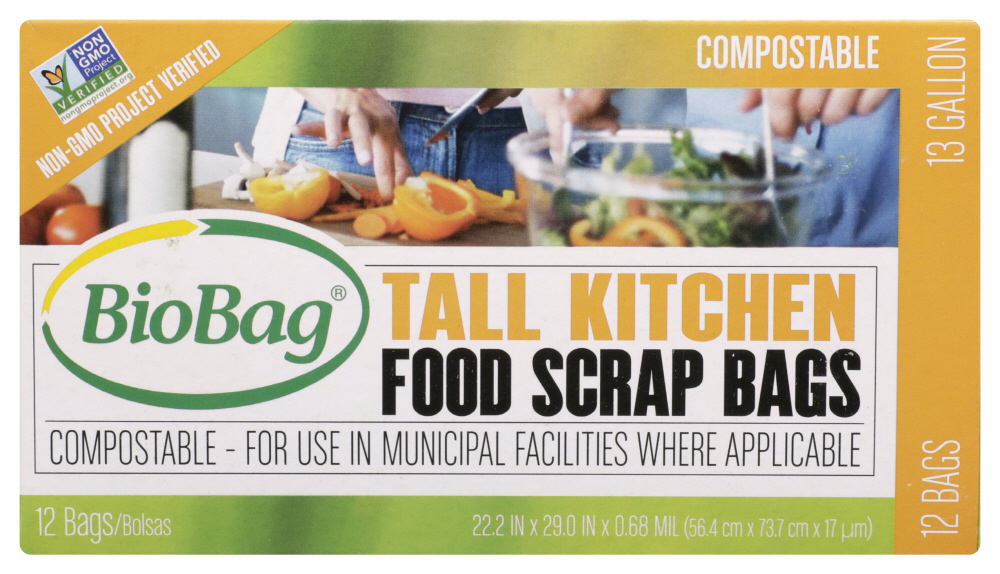 NON
GMO
Project
VERIFIED
nongmoproject.org
NON-GMO PROJECT VERIFIED
COMPOSTABLE
13 GALLON
BioBag®
TALL KITCHEN
FOOD SCRAP BAGS
COMPOSTABLE - FOR USE IN MUNICIPAL FACILITIES WHERE APPLICABLE
12 Bags/Bolsas
22.2 IN x 29.0 IN x 0.68 MIL (56.4 cm x 73.7 cm x 17 µm)
12 BAGS